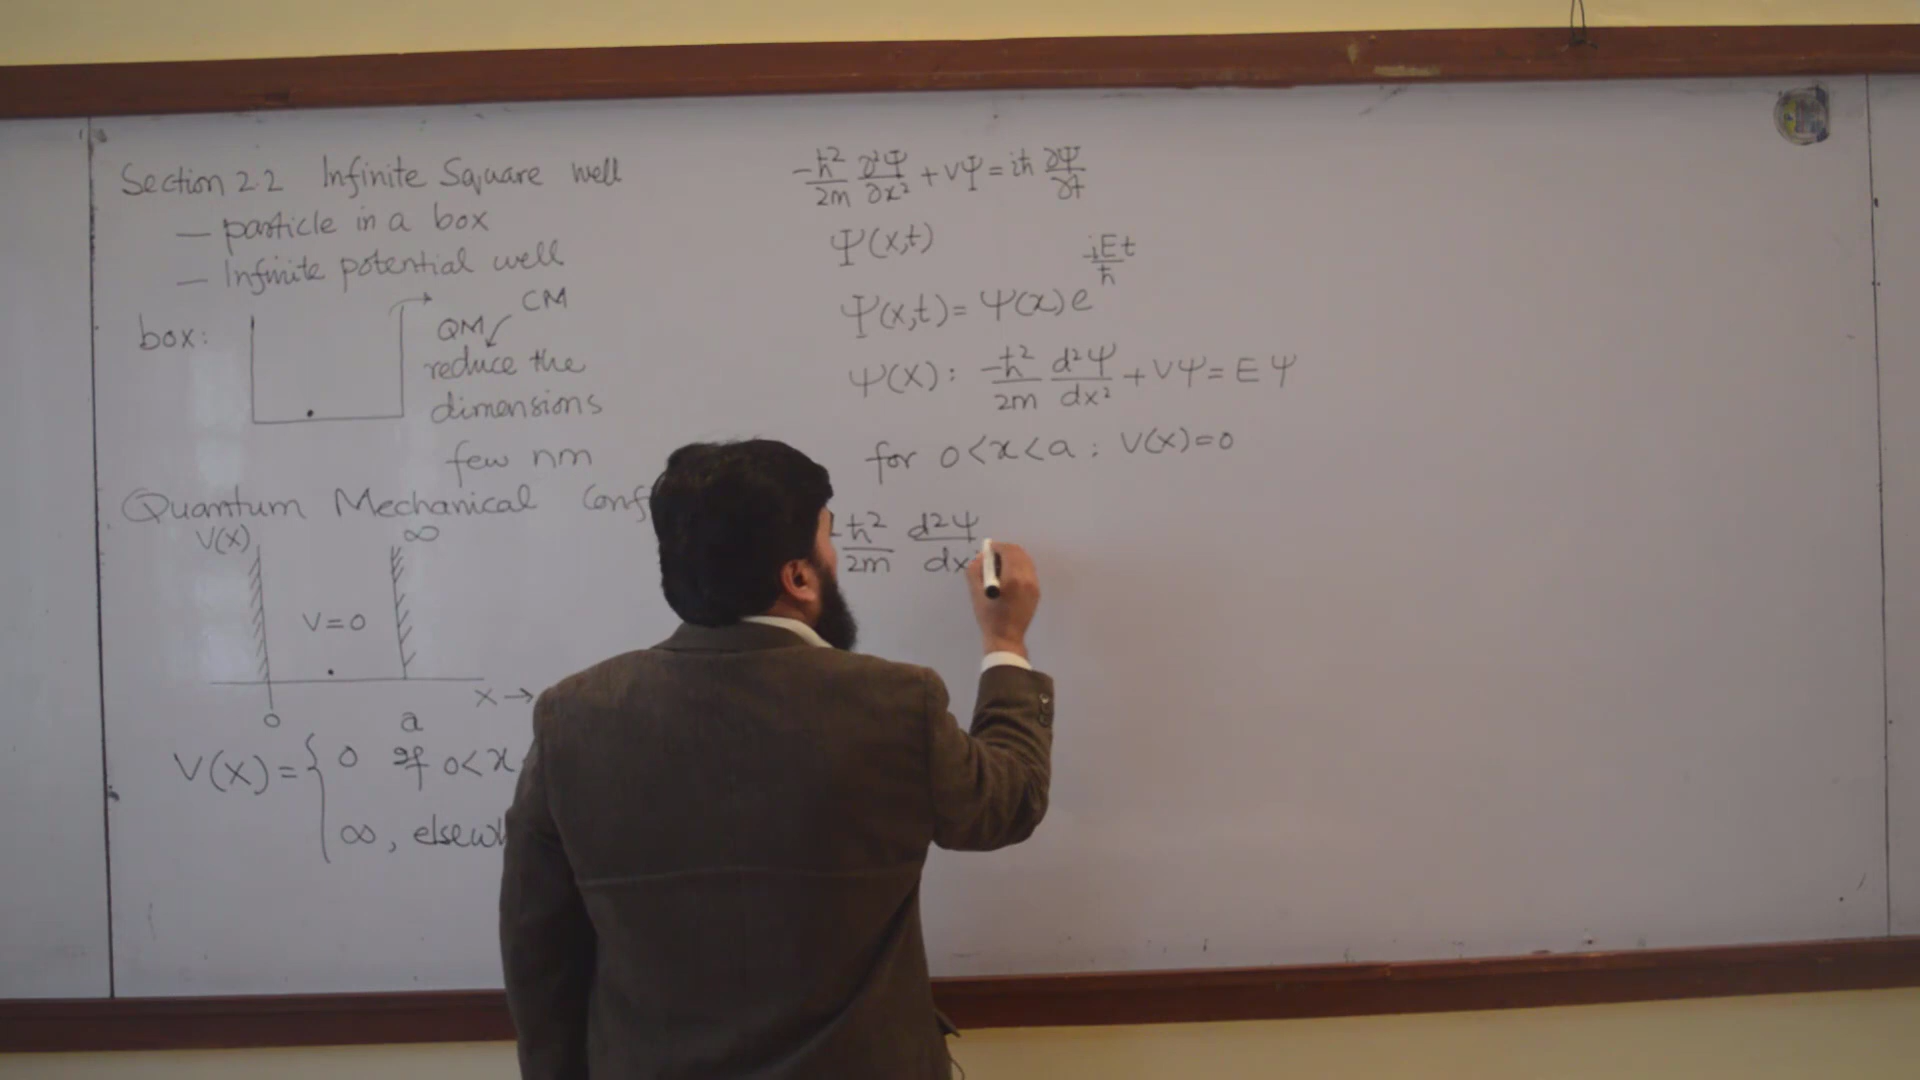 Section 2.2 Infinite Square well
— particle in a box
— Infinite potential well
box:
CM
QM
reduce the
dimensions
few nm
Quantum Mechanical
V(x)
∞
V=0
x →
0
a
V(x) = { 0 if 0<x
∞, elsewh
-ħ²/2m ∂²Ψ/∂x² + VΨ = iħ ∂Ψ/∂t
Ψ(x,t)
Ψ(x,t) = Ψ(x) e^(-iEt/ħ)
Ψ(x): -ħ²/2m d²Ψ/dx² + VΨ = EΨ
for 0<x<a : V(x)=0
-ħ²/2m d²Ψ/dx